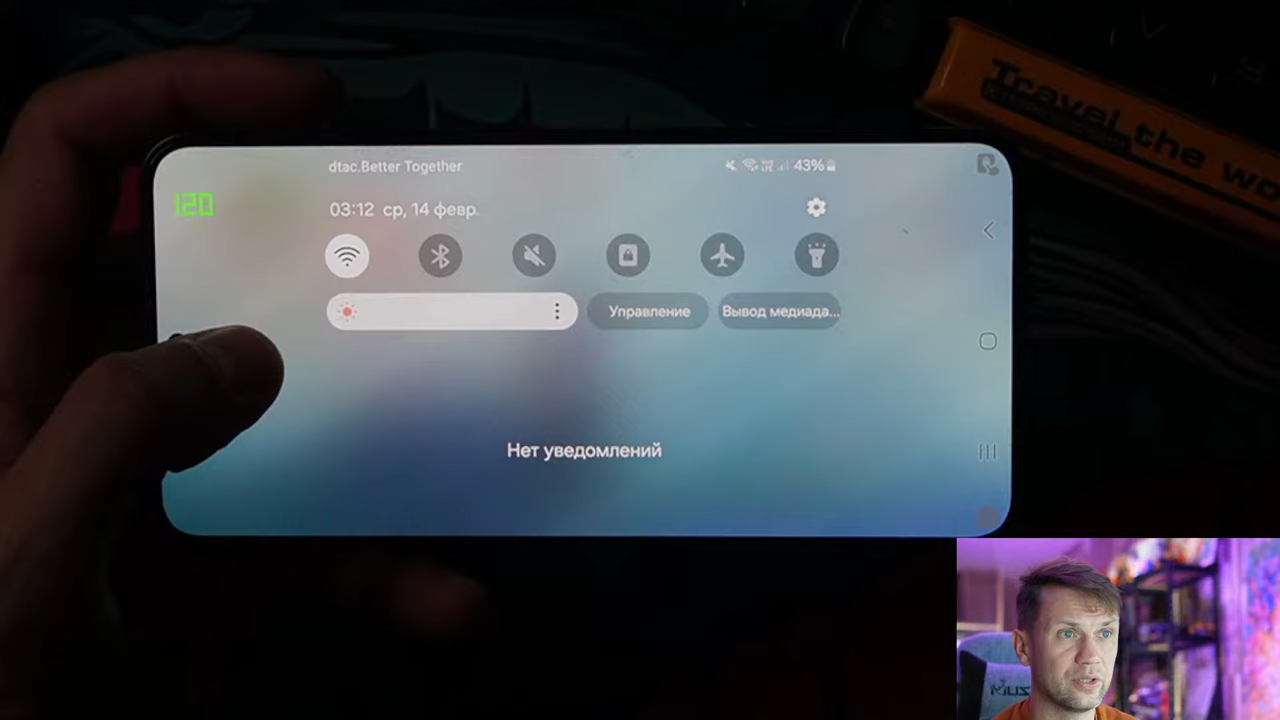 Travel the wo
dtac.Better Together
43%
120
03:12 ср, 14 февр.
Управление
Вывод медиада...
Нет уведомлений